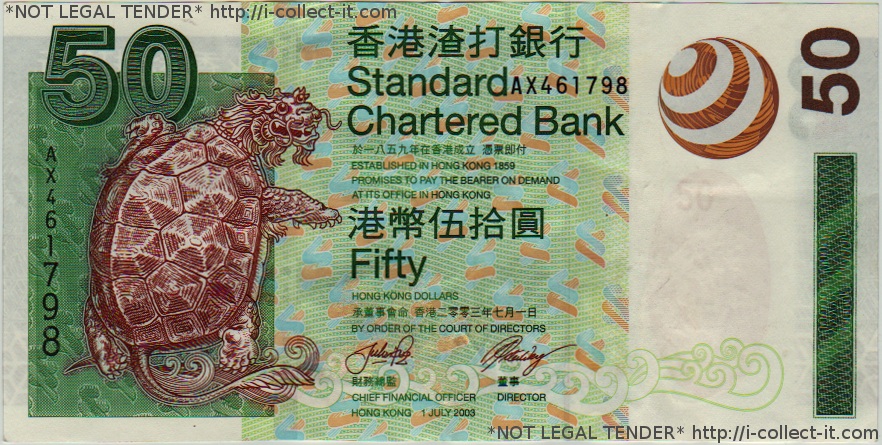 *NOT LEGAL TENDER* http://i-collect-it.com
50
香港渣打銀行
50
Standard
AX461798
Chartered Bank
於一八五九年在香港成立 憑票即付
ESTABLISHED IN HONG KONG 1859
PROMISES TO PAY THE BEARER ON DEMAND
AT ITS OFFICE IN HONG KONG
AX461798
50
港幣伍拾圓
Fifty
HONG KONG DOLLARS
承董事會命 香港二零零三年七月一日
BY ORDER OF THE COURT OF DIRECTORS
財務總監 董事
CHIEF FINANCIAL OFFICER DIRECTOR
HONG KONG 1 JULY 2003
*NOT LEGAL TENDER* http://i-collect-it.com